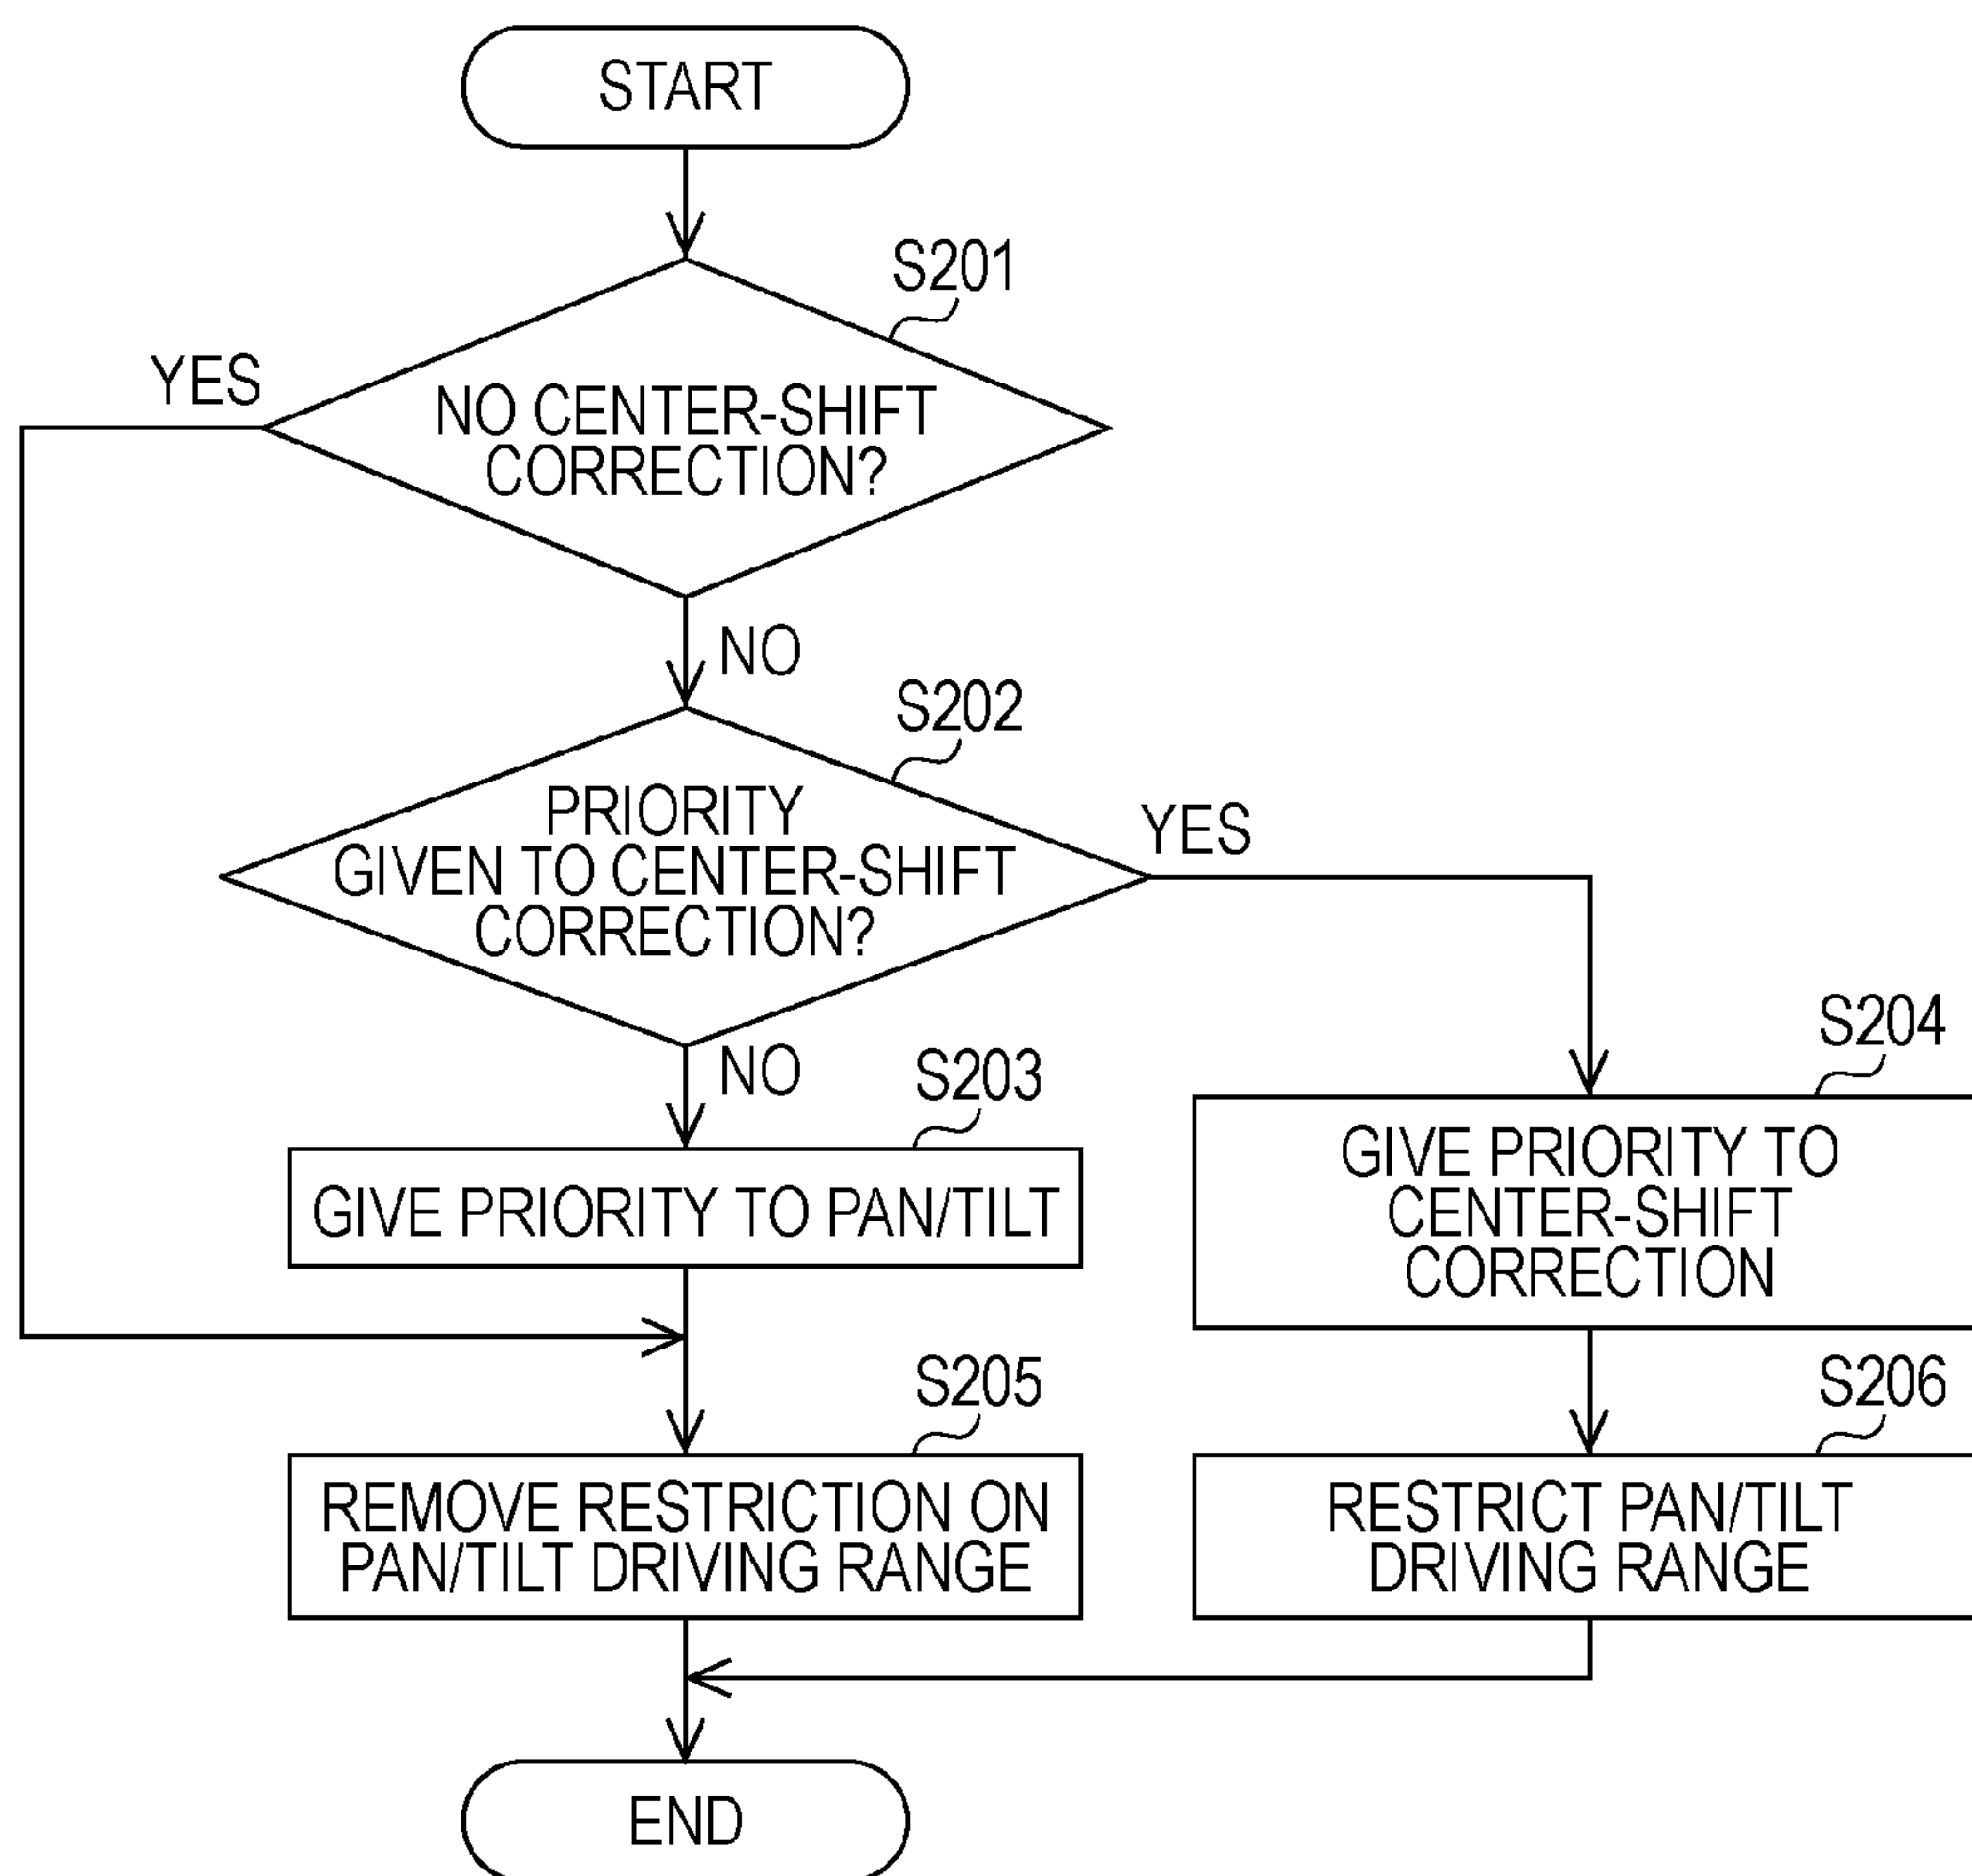 START
S201
YES
NO CENTER-SHIFT
CORRECTION?
NO
S202
PRIORITY
GIVEN TO CENTER-SHIFT
CORRECTION?
YES
NO
S203
GIVE PRIORITY TO PAN/TILT
S204
GIVE PRIORITY TO
CENTER-SHIFT
CORRECTION
S205
REMOVE RESTRICTION ON
PAN/TILT DRIVING RANGE
S206
RESTRICT PAN/TILT
DRIVING RANGE
END